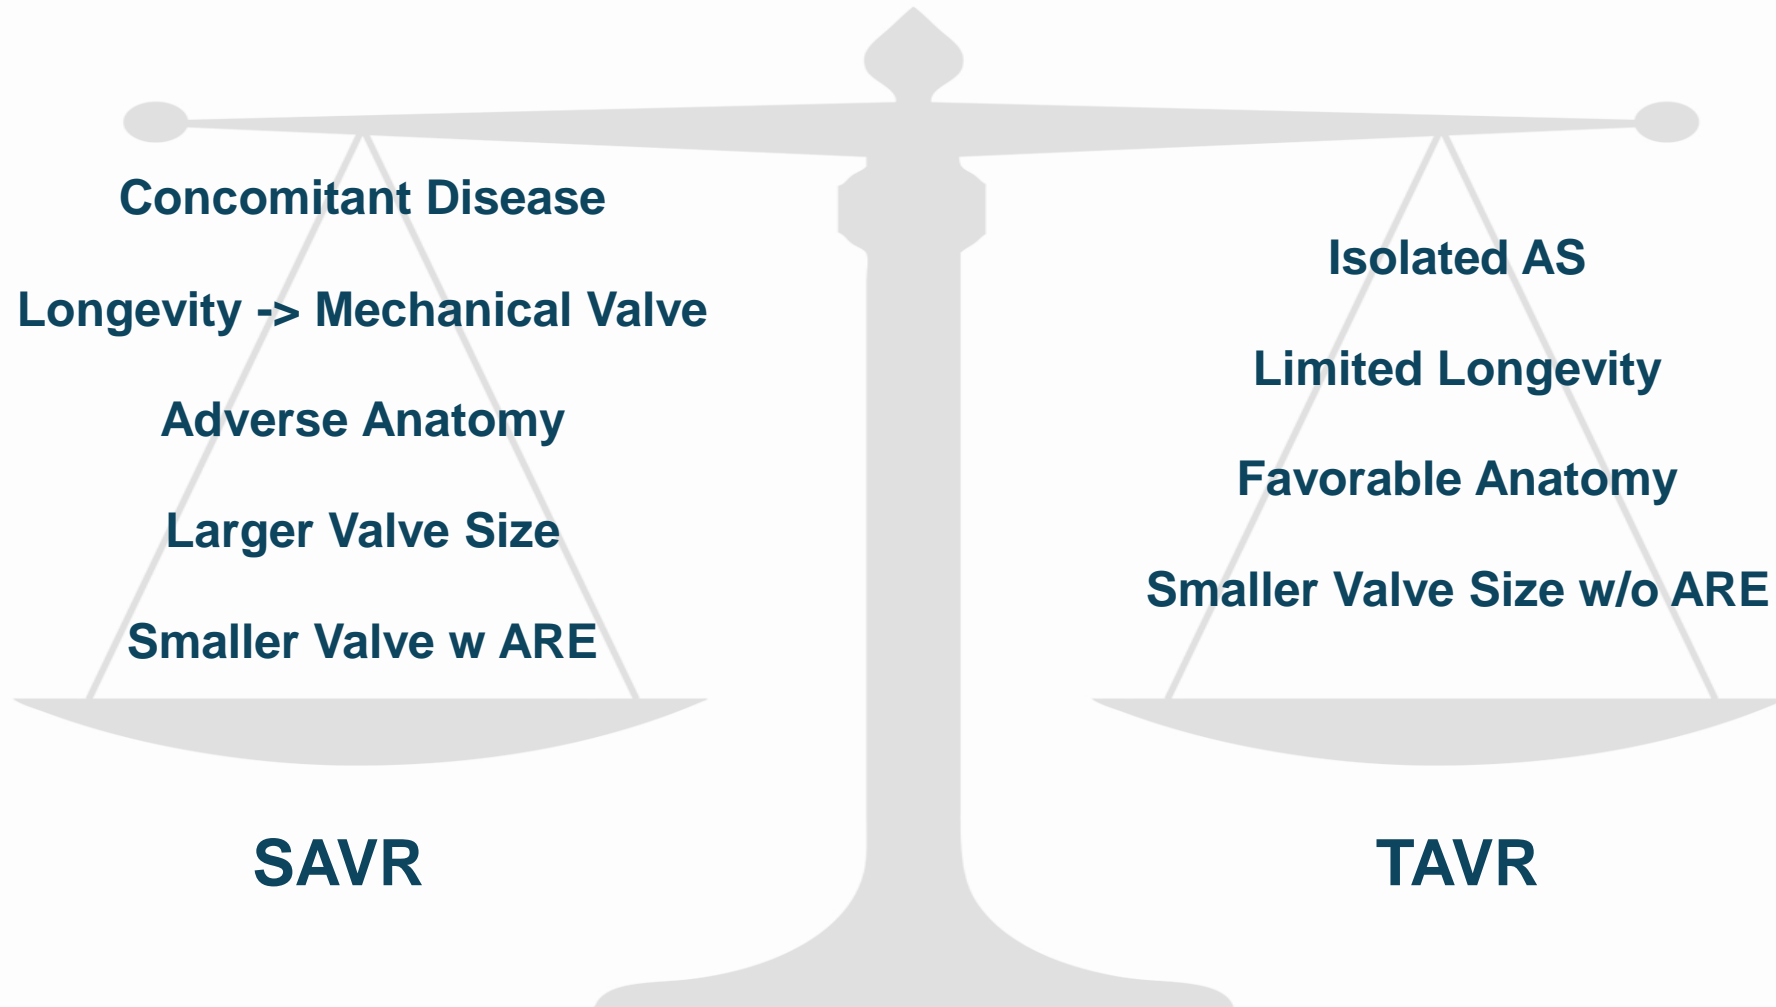 Concomitant Disease
Longevity -> Mechanical Valve
Adverse Anatomy
Larger Valve Size
Smaller Valve w ARE
SAVR
Isolated AS
Limited Longevity
Favorable Anatomy
Smaller Valve Size w/o ARE
TAVR